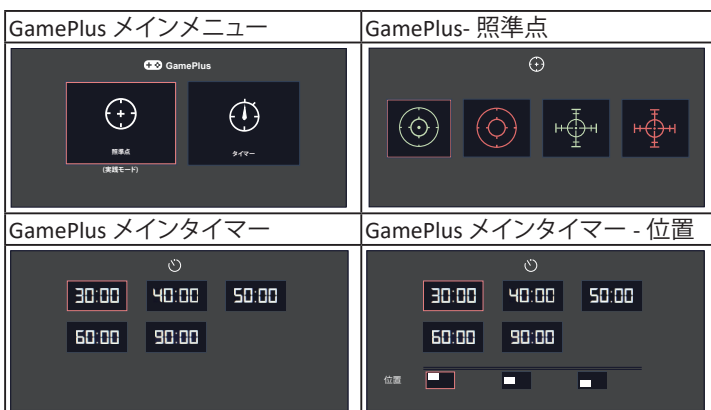 GamePlus メインメニュー
GamePlus- 照準点
GamePlus
照準点
(実践モード)
タイマー
GamePlus メインタイマー
GamePlus メインタイマー - 位置
30:00 40:00 50:00
60:00 90:00
30:00 40:00 50:00
60:00 90:00
位置